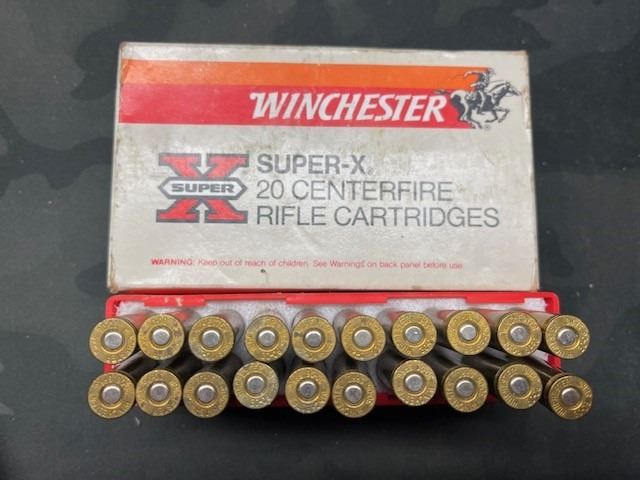 WINCHESTER
®
X
SUPER
SUPER-X
20 CENTERFIRE
RIFLE CARTRIDGES
WARNING: Keep out of reach of children. See Warnings on back panel before use.